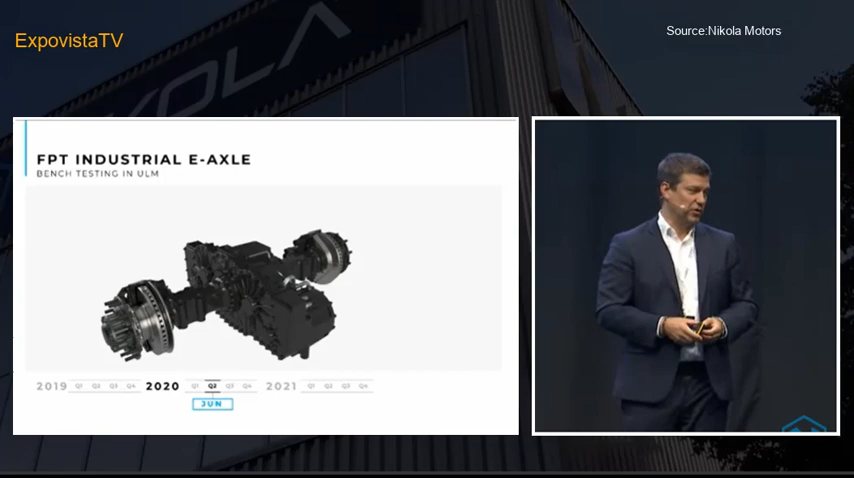 ExpovistaTV
Source:Nikola Motors
KOLA
FPT INDUSTRIAL E-AXLE
BENCH TESTING IN ULM
2019 Q1 Q2 Q3 Q4 2020 Q1 Q2 Q3 Q4 2021 Q1 Q2 Q3 Q4
JUN